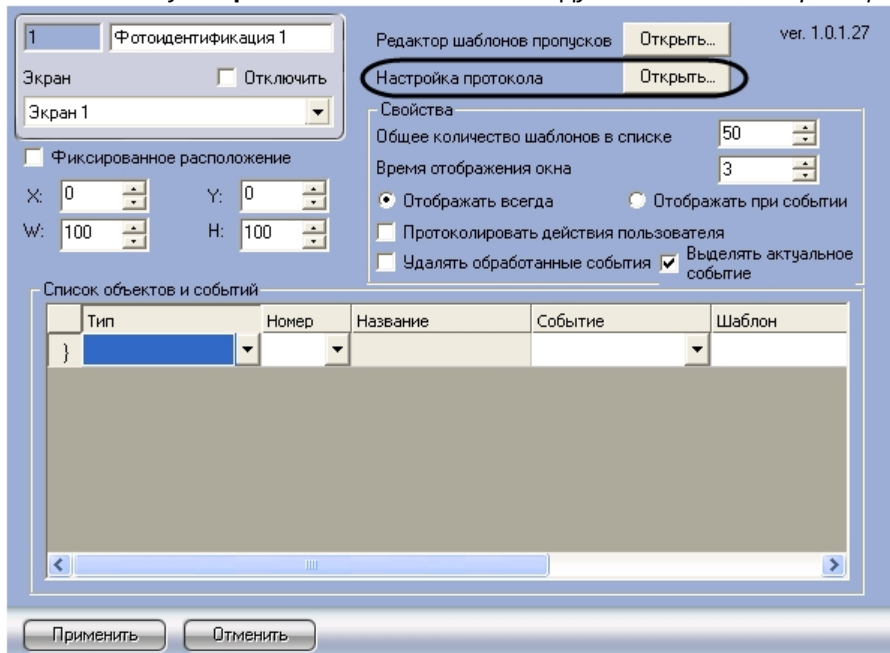 1 Фотоидентификация 1
Экран Отключить
Экран 1
Фиксированное расположение
X: 0 Y: 0
W: 100 H: 100
Редактор шаблонов пропусков Открыть... ver. 1.0.1.27
Настройка протокола Открыть...
Свойства
Общее количество шаблонов в списке 50
Время отображения окна 3
Отображать всегда Отображать при событии
Протоколировать действия пользователя
Удалять обработанные события Выделять актуальное
событие
Список объектов и событий
Тип Номер Название Событие Шаблон
Применить Отменить